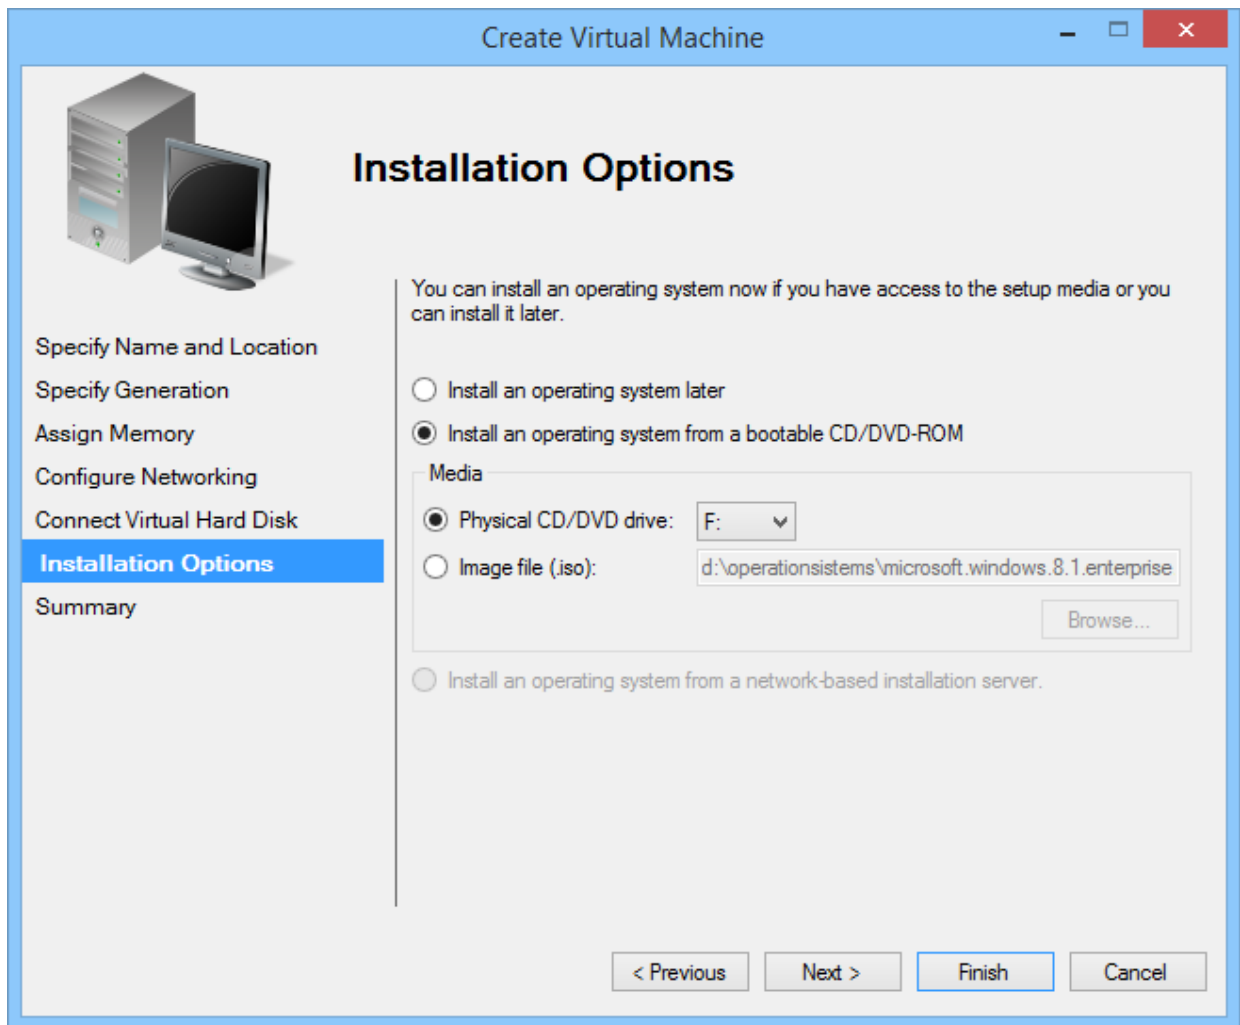 Create Virtual Machine
Installation Options
You can install an operating system now if you have access to the setup media or you
can install it later.
Specify Name and Location
Specify Generation
Assign Memory
Configure Networking
Connect Virtual Hard Disk
Installation Options
Summary
Install an operating system later
Install an operating system from a bootable CD/DVD-ROM
Media
Physical CD/DVD drive: F:
Image file (.iso): d:\operationsistems\microsoft.windows.8.1.enterprise
Browse...
Install an operating system from a network-based installation server.
< Previous Next > Finish Cancel